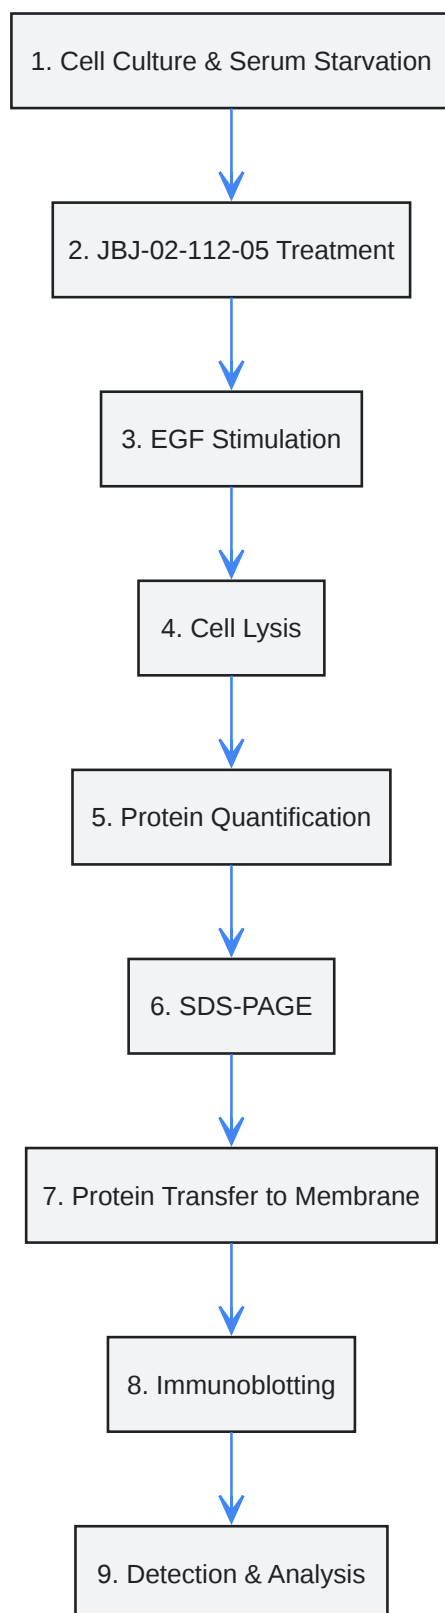 1. Cell Culture & Serum Starvation
2. JBJ-02-112-05 Treatment
3. EGF Stimulation
4. Cell Lysis
5. Protein Quantification
6. SDS-PAGE
7. Protein Transfer to Membrane
8. Immunoblotting
9. Detection & Analysis